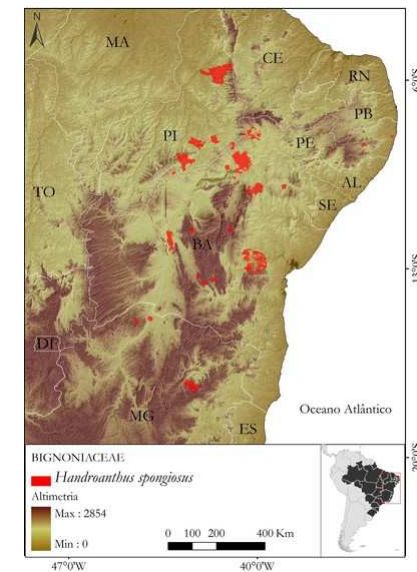 N
MA
CE
RN
PB
PI
PE
AL
TO
SE
BA
DF
MG
ES
Oceano Atlântico
BIGNONIACEAE
Handroanthus spongiosus
Altimetria
Max : 2854
Min : 0
0 100 200 400 Km
47°0'W 40°0'W